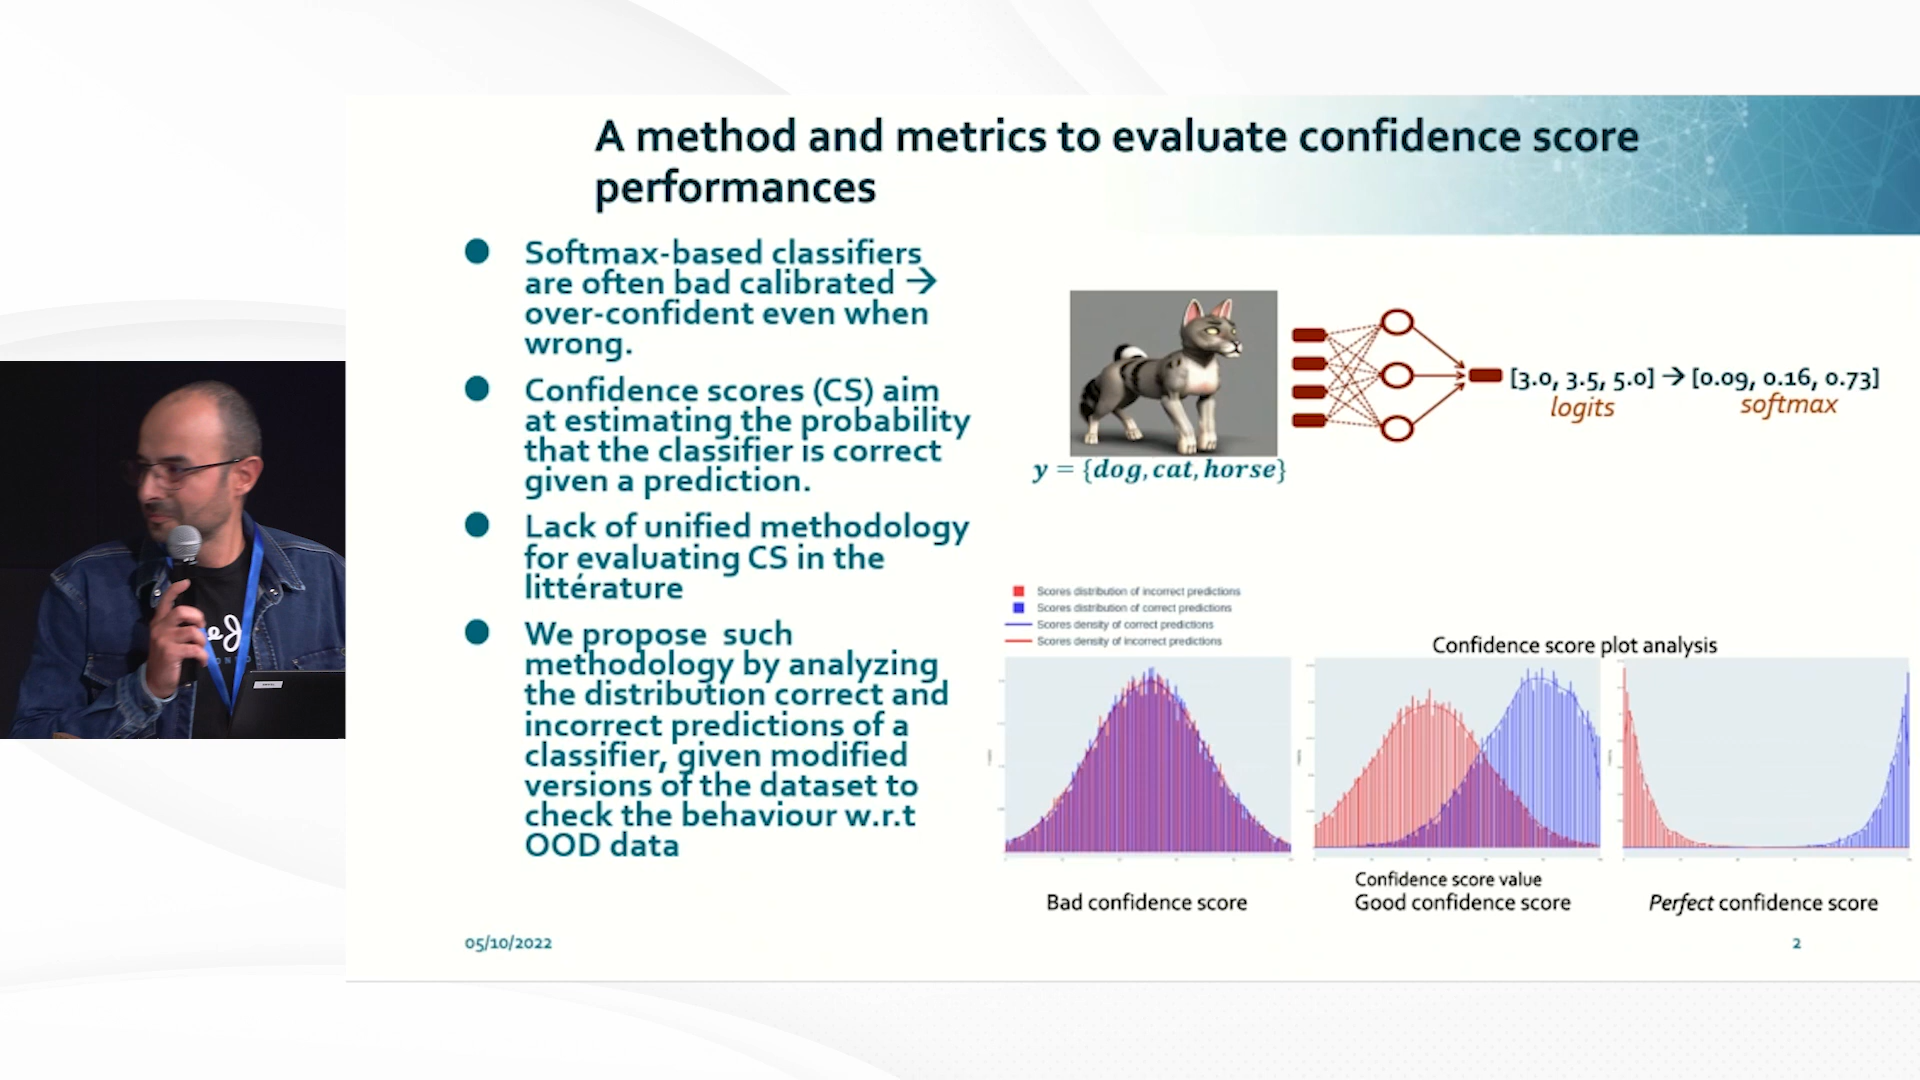 A method and metrics to evaluate confidence score
performances
Softmax-based classifiers
are often bad calibrated →
over-confident even when
wrong.
Confidence scores (CS) aim
at estimating the probability
that the classifier is correct
given a prediction.
Lack of unified methodology
for evaluating CS in the
littérature
We propose such
methodology by analyzing
the distribution correct and
incorrect predictions of a
classifier, given modified
versions of the dataset to
check the behaviour w.r.t
OOD data
y = {dog, cat, horse}
[3.0, 3.5, 5.0] → [0.09, 0.16, 0.73]
logits softmax
Scores distribution of incorrect predictions
Scores distribution of correct predictions
Scores density of correct predictions
Scores density of incorrect predictions
Confidence score plot analysis
Confidence score value
Bad confidence score
Good confidence score
Perfect confidence score
05/10/2022
2